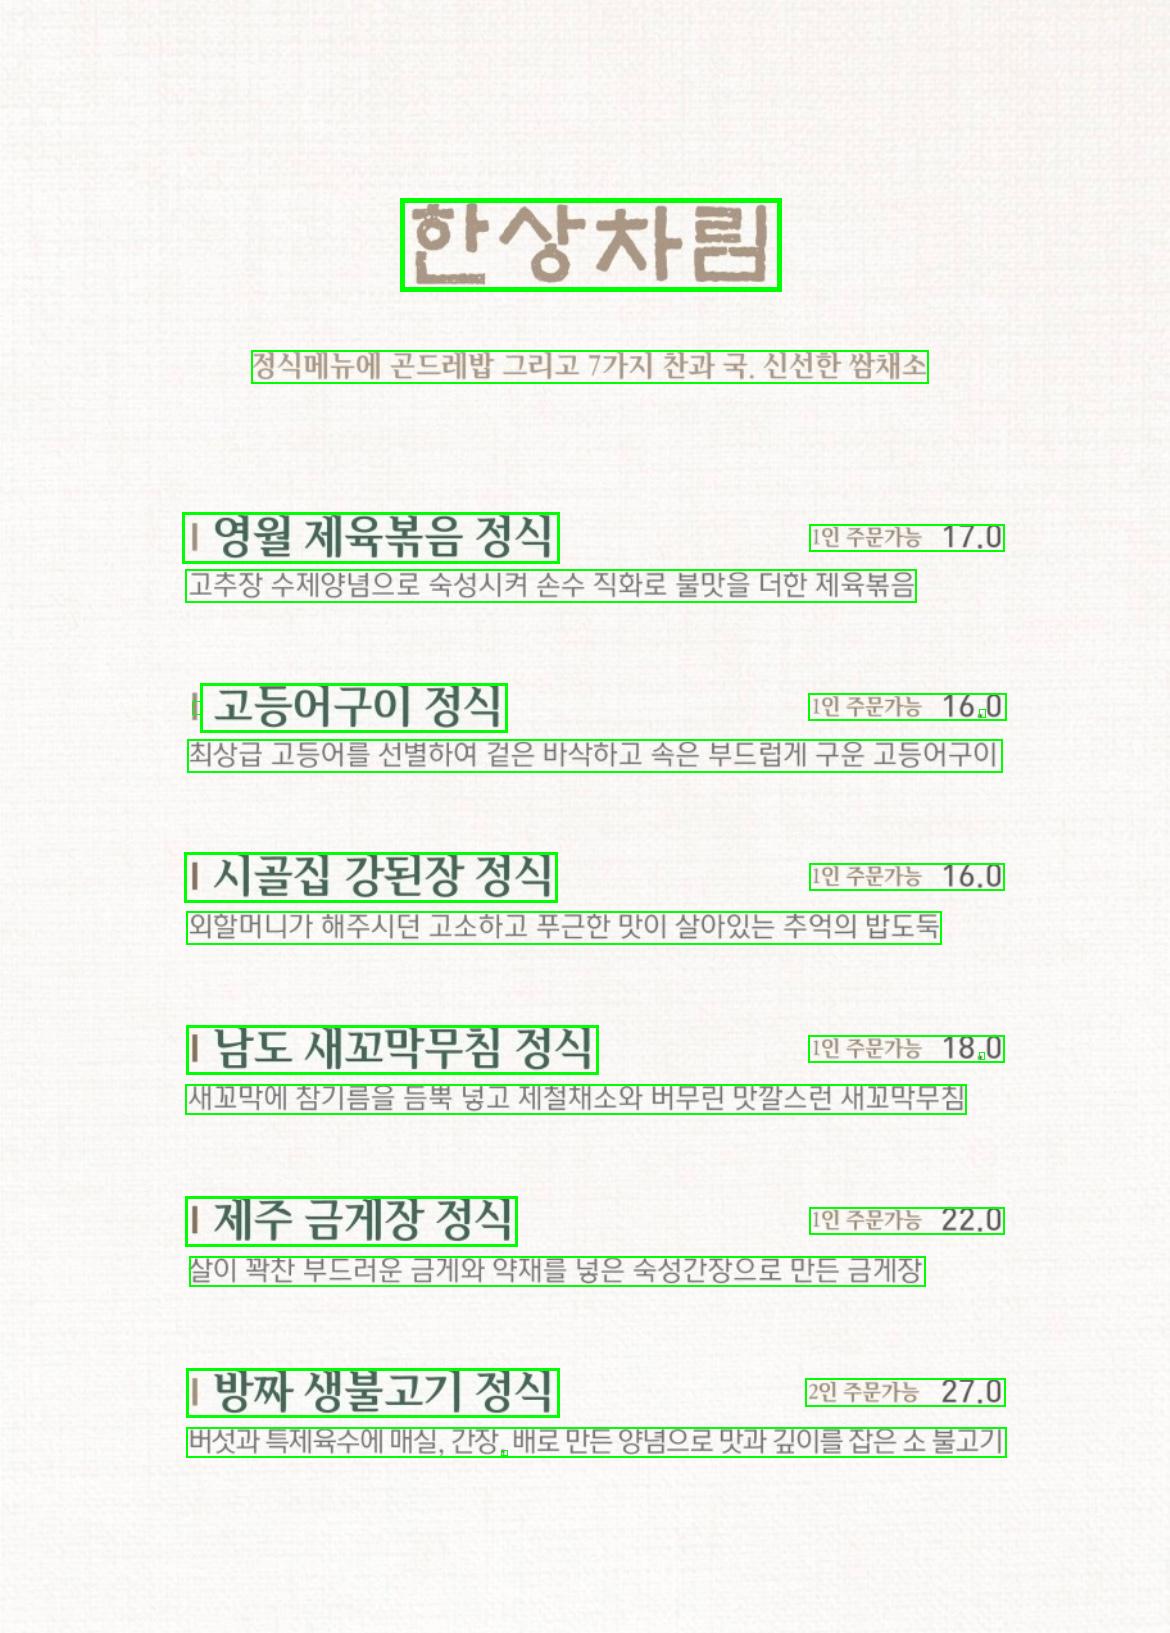 한상차림
정식메뉴에 곤드레밥 그리고 7가지 찬과 국. 신선한 쌈채소
영월 제육볶음 정식 1인 주문가능 17.0
고추장 수제양념으로 숙성시켜 손수 직화로 불맛을 더한 제육볶음
고등어구이 정식 1인 주문가능 16.0
최상급 고등어를 선별하여 겉은 바삭하고 속은 부드럽게 구운 고등어구이
시골집 강된장 정식 1인 주문가능 16.0
외할머니가 해주시던 고소하고 푸근한 맛이 살아있는 추억의 밥도둑
남도 새꼬막무침 정식 1인 주문가능 18.0
새꼬막에 참기름을 듬뿍 넣고 제철채소와 버무린 맛깔스런 새꼬막무침
제주 금게장 정식 1인 주문가능 22.0
살이 꽉찬 부드러운 금게와 약재를 넣은 숙성간장으로 만든 금게장
방짜 생불고기 정식 2인 주문가능 27.0
버섯과 특제육수에 매실, 간장, 배로 만든 양념으로 맛과 깊이를 잡은 소 불고기